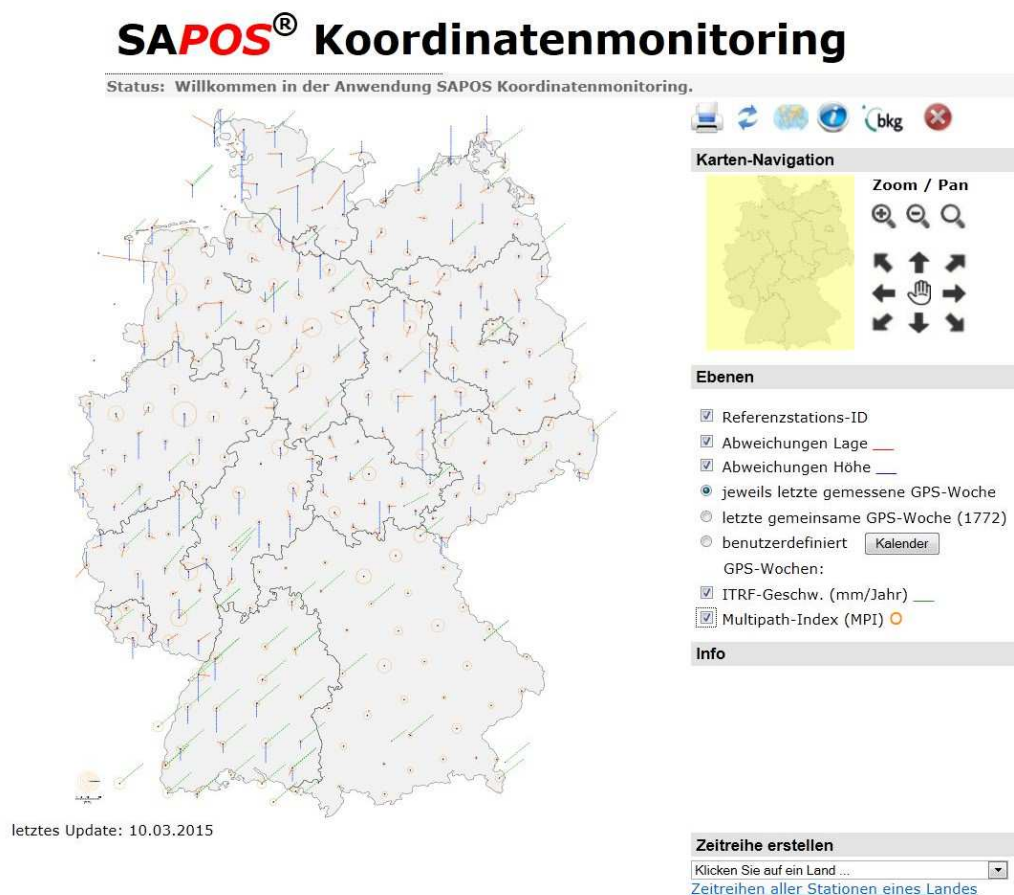 SAPOS® Koordinatenmonitoring
Status: Willkommen in der Anwendung SAPOS Koordinatenmonitoring.
bkg
Karten-Navigation
Zoom / Pan
Ebenen
Referenzstations-ID
Abweichungen Lage
Abweichungen Höhe
jeweils letzte gemessene GPS-Woche
letzte gemeinsame GPS-Woche (1772)
benutzerdefiniert Kalender
GPS-Wochen:
ITRF-Geschw. (mm/Jahr)
Multipath-Index (MPI)
Info
letztes Update: 10.03.2015
Zeitreihe erstellen
Klicken Sie auf ein Land ...
Zeitreihen aller Stationen eines Landes